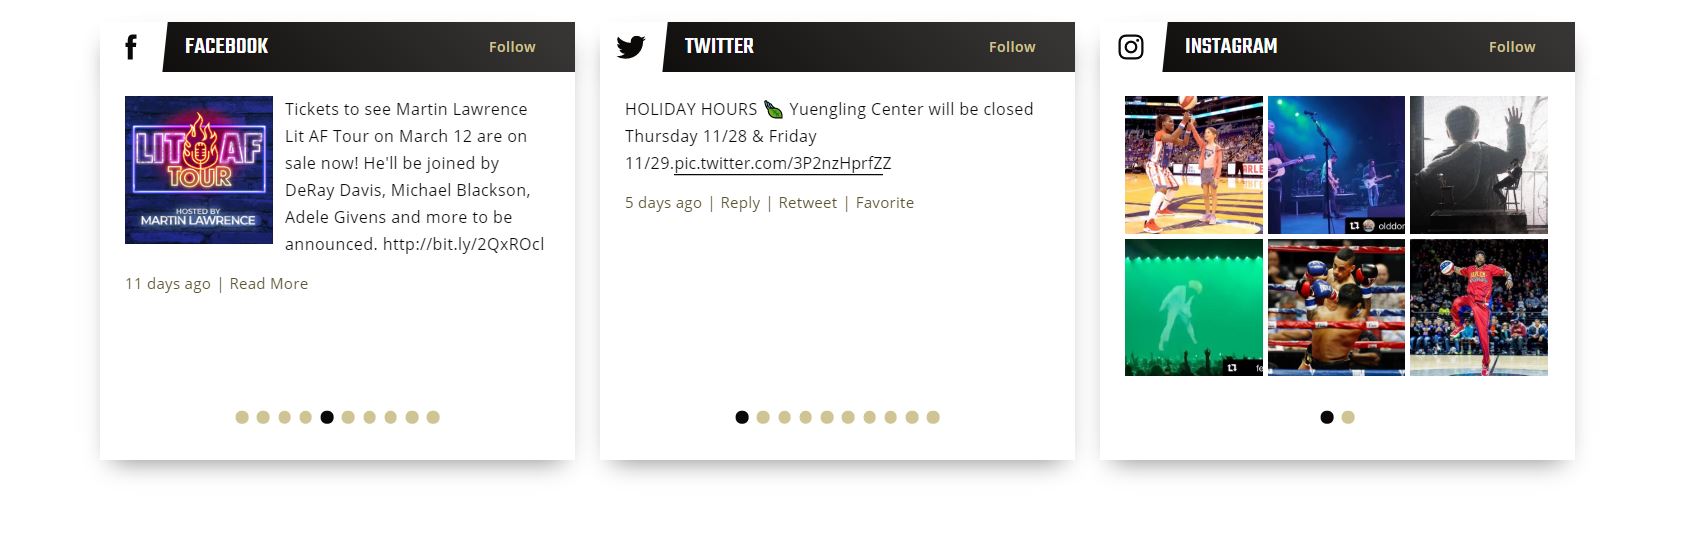 FACEBOOK
Follow
LIT AF
TOUR
HOSTED BY
MARTIN LAWRENCE
Tickets to see Martin Lawrence
Lit AF Tour on March 12 are on
sale now! He'll be joined by
DeRay Davis, Michael Blackson,
Adele Givens and more to be
announced. http://bit.ly/2QxROcl
11 days ago | Read More
TWITTER
Follow
HOLIDAY HOURS Yuengling Center will be closed
Thursday 11/28 & Friday
11/29.pic.twitter.com/3P2nzHprfZZ
5 days ago | Reply | Retweet | Favorite
INSTAGRAM
Follow
olddor